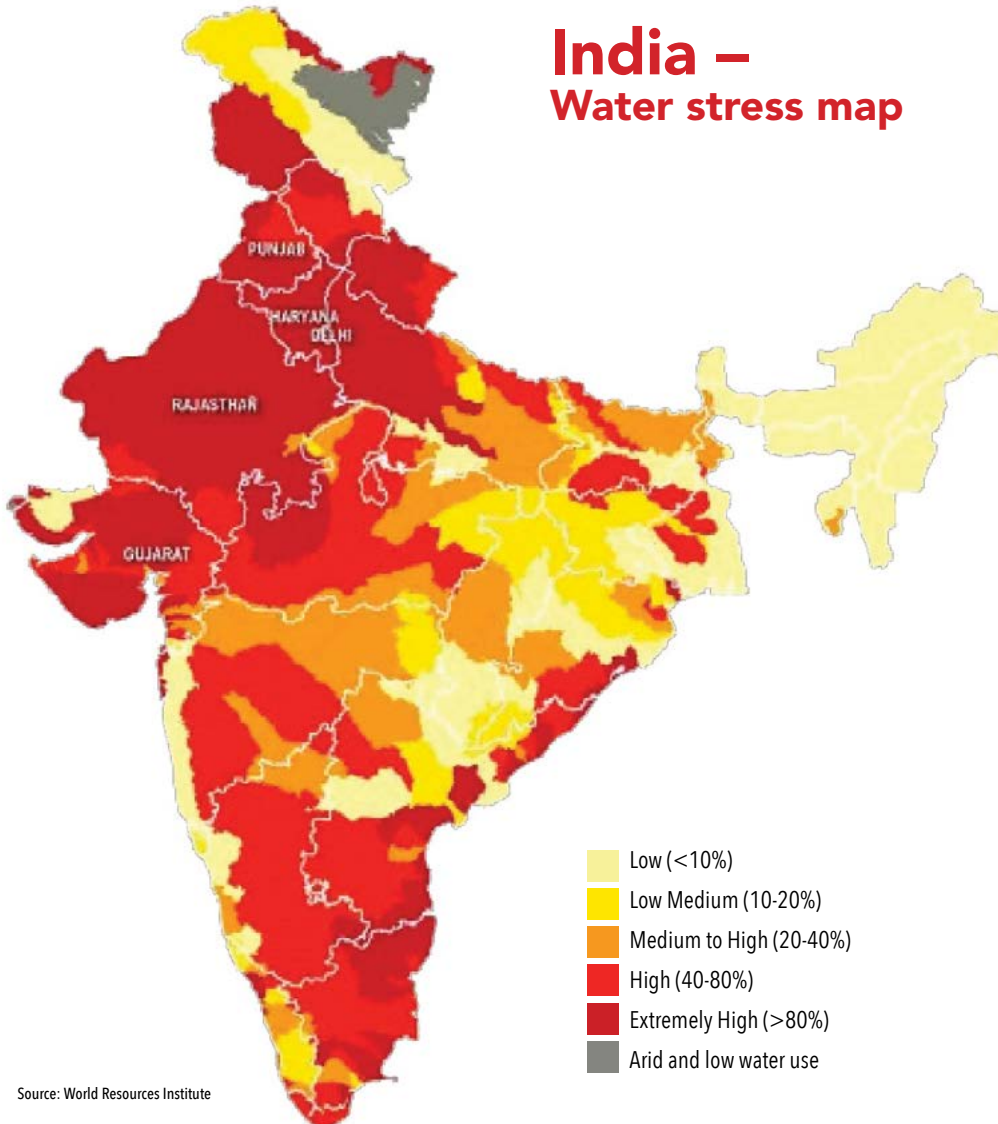 India –
Water stress map
PUNJAB
HARYANA
DELHI
RAJASTHAN
GUJARAT
Low (<10%)
Low Medium (10-20%)
Medium to High (20-40%)
High (40-80%)
Extremely High (>80%)
Arid and low water use
Source: World Resources Institute